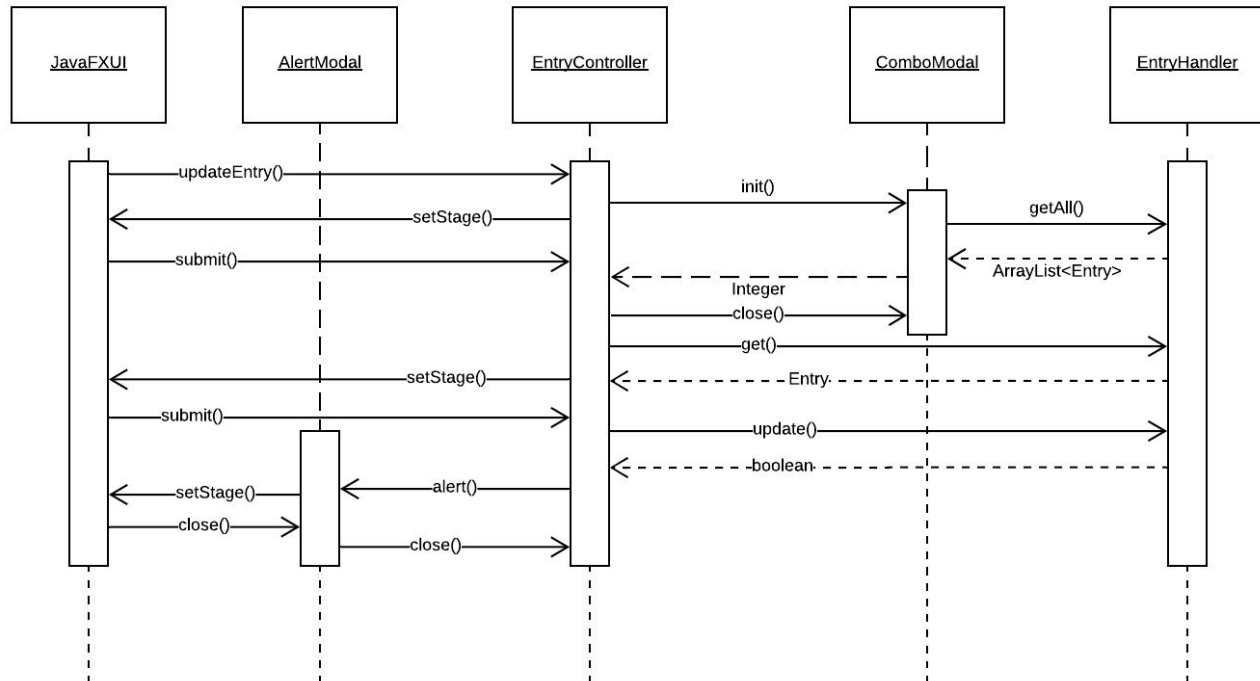 JavaFXUI
AlertModal
EntryController
ComboModal
EntryHandler
updateEntry()
init()
setStage()
getAll()
submit()
ArrayList<Entry>
Integer
close()
get()
setStage()
Entry
submit()
update()
boolean
alert()
setStage()
close()
close()